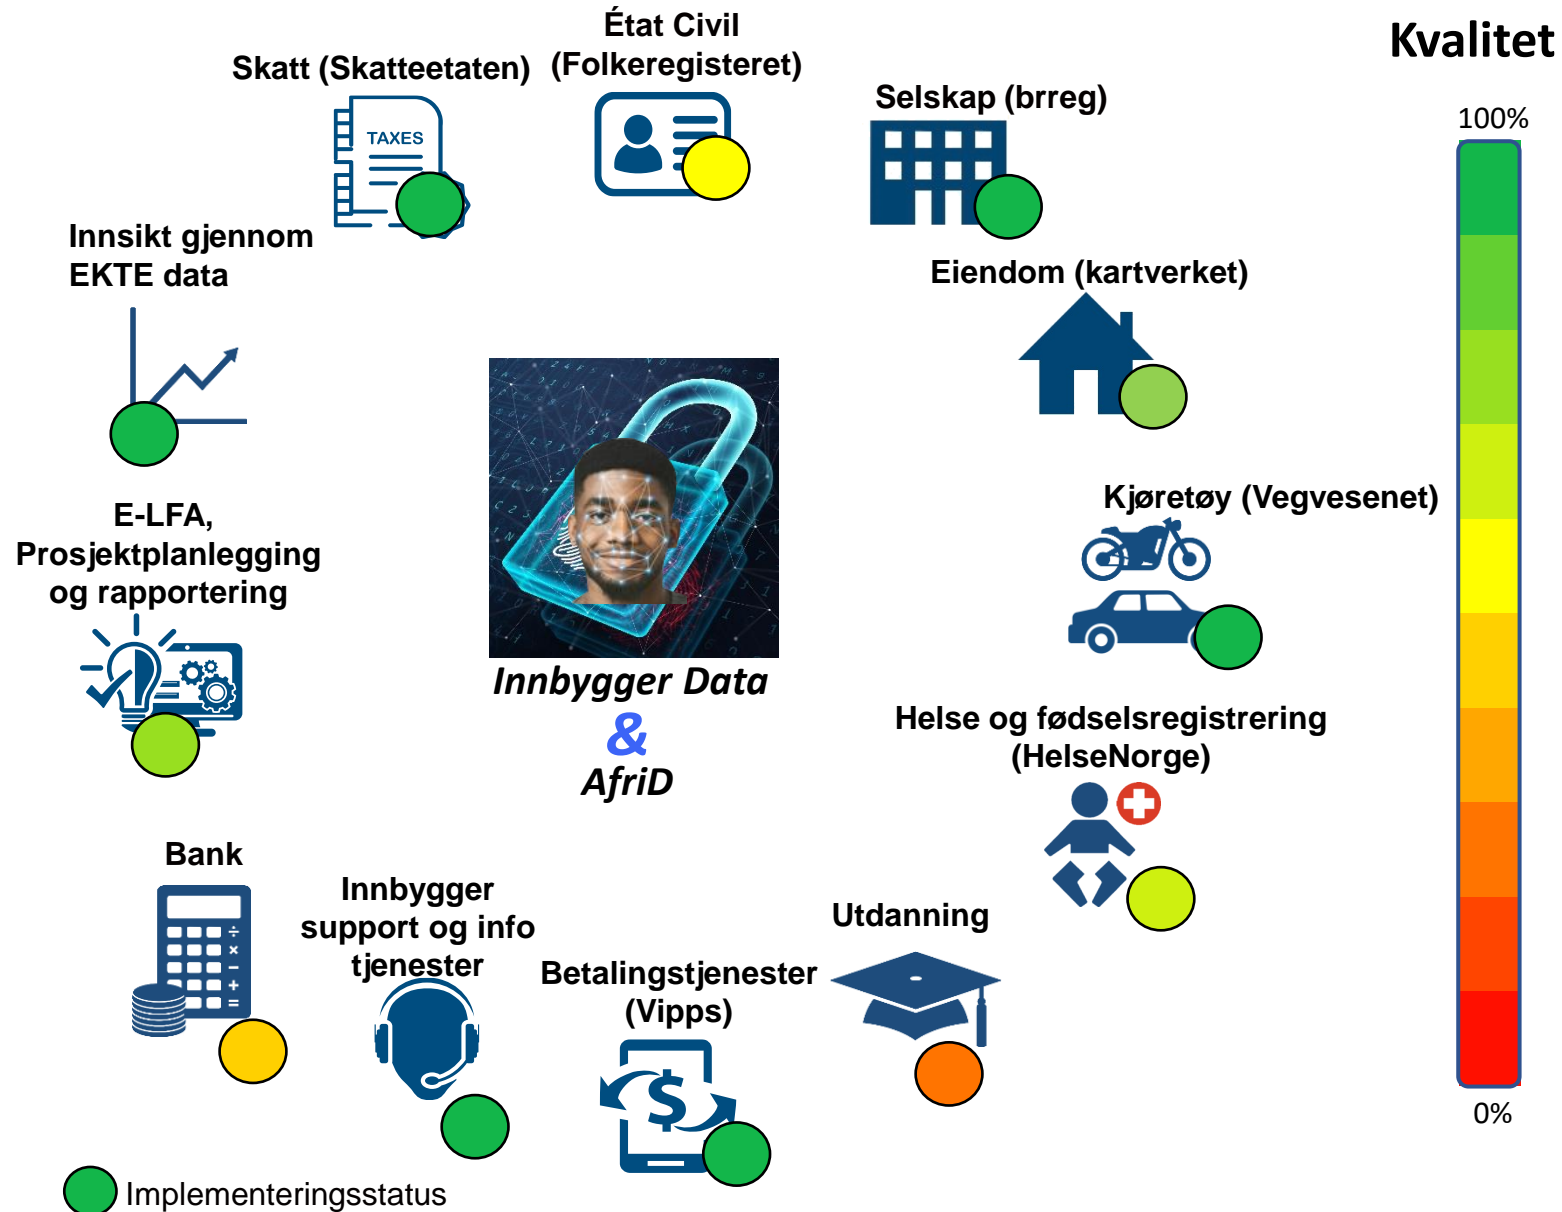 État Civil
(Folkeregisteret)
Skatt (Skatteetaten)
TAXES
Selskap (brreg)
Kvalitet
100%
Innsikt gjennom
EKTE data
Eiendom (kartverket)
E-LFA,
Prosjektplanlegging
og rapportering
Kjøretøy (Vegvesenet)
Innbygger Data
&
AfriD
Helse og fødselsregistrering
(HelseNorge)
Bank
Innbygger
support og info
tjenester
Betalingstjenester
(Vipps)
$
Utdanning
0%
Implementeringsstatus